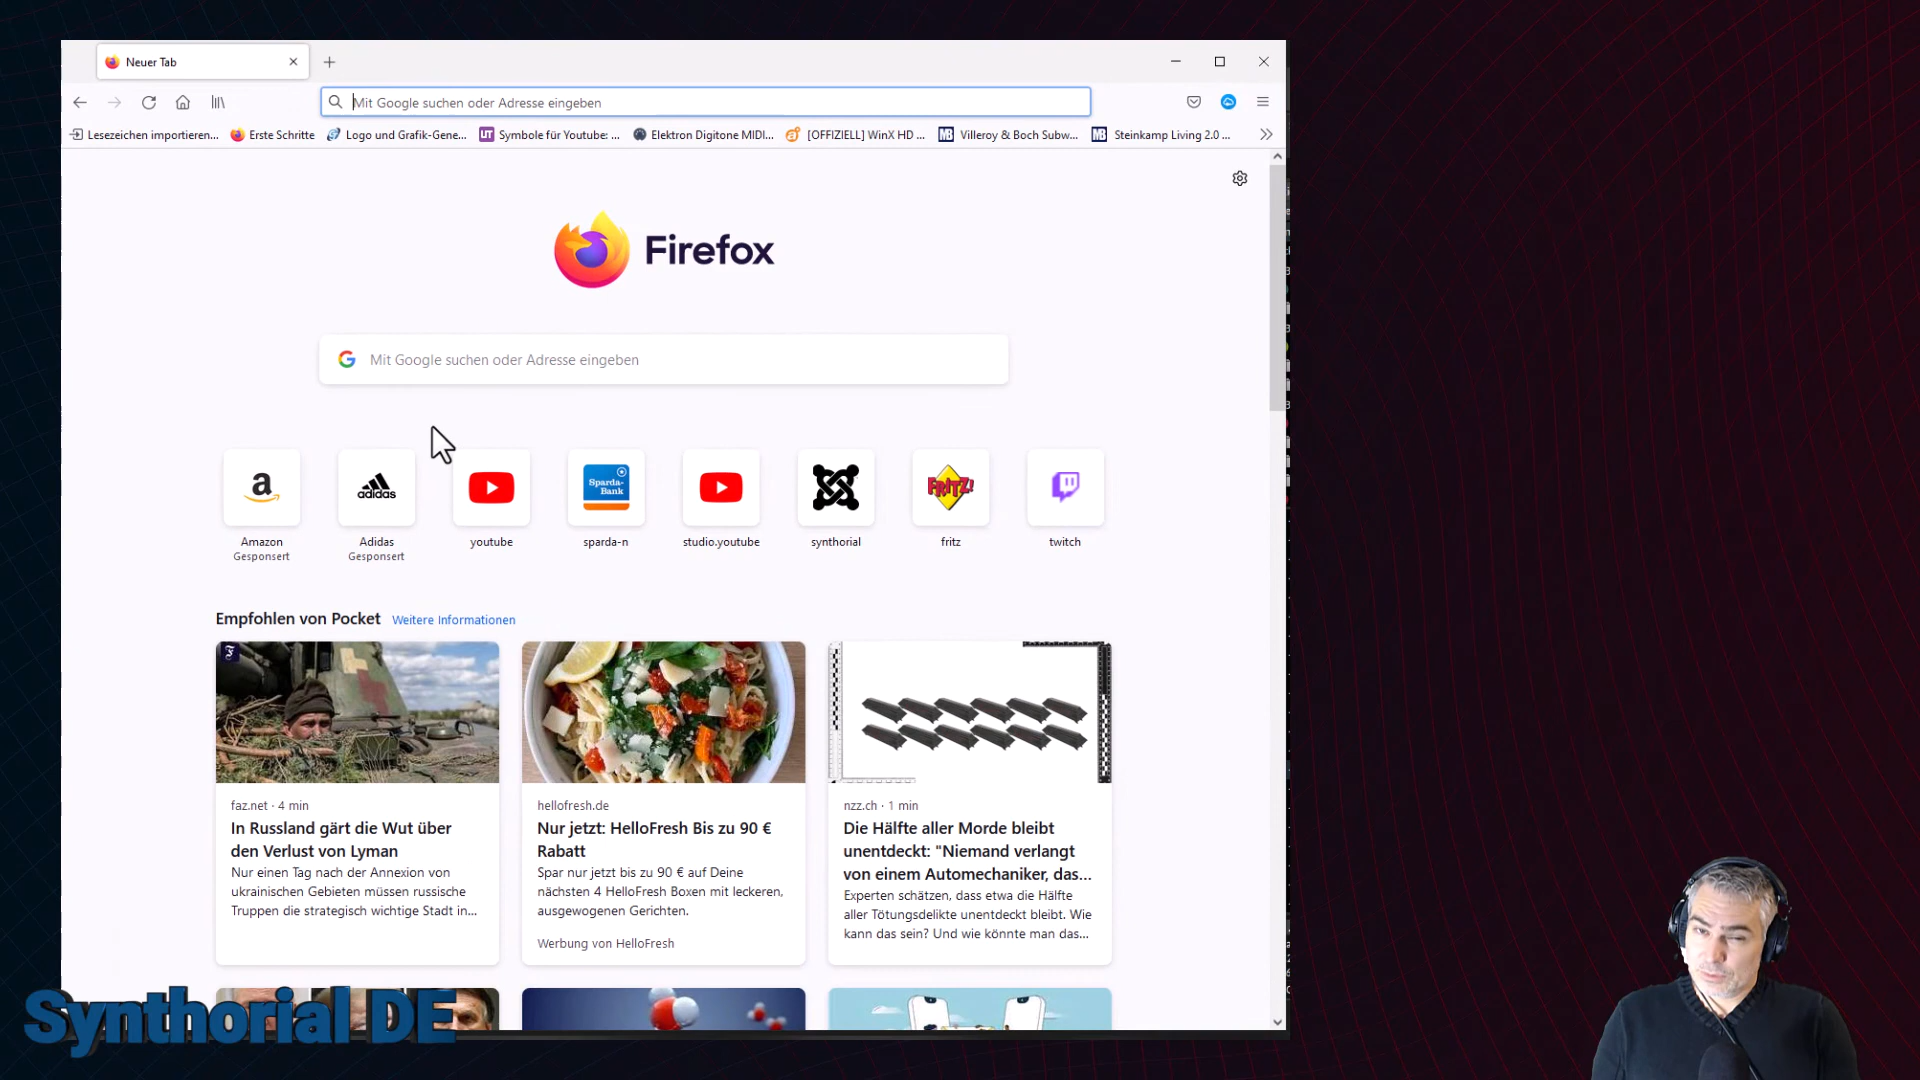 Neuer Tab
Mit Google suchen oder Adresse eingeben
Lesezeichen importieren...
Erste Schritte
Logo und Grafik-Gene...
UT
Symbole für Youtube: ...
Elektron Digitone MIDI...
[OFFIZIELL] WinX HD ...
MB
Villeroy & Boch Subw...
MB
Steinkamp Living 2.0 ...
Firefox
Mit Google suchen oder Adresse eingeben
a
adidas
Sparda-
Bank
FRITZ!
Amazon
Gesponsert
Adidas
Gesponsert
youtube
sparda-n
studio.youtube
synthorial
fritz
twitch
Empfohlen von Pocket
Weitere Informationen
faz.net · 4 min
In Russland gärt die Wut über
den Verlust von Lyman
Nur einen Tag nach der Annexion von
ukrainischen Gebieten müssen russische
Truppen die strategisch wichtige Stadt in...
hellofresh.de
Nur jetzt: HelloFresh Bis zu 90 €
Rabatt
Spar nur jetzt bis zu 90 € auf Deine
nächsten 4 HelloFresh Boxen mit leckeren,
ausgewogenen Gerichten.
Werbung von HelloFresh
nzz.ch · 1 min
Die Hälfte aller Morde bleibt
unentdeckt: "Niemand verlangt
von einem Automechaniker, das...
Experten schätzen, dass etwa die Hälfte
aller Tötungsdelikte unentdeckt bleibt. Wie
kann das sein? Und wie könnte man das...
Synthorial DE